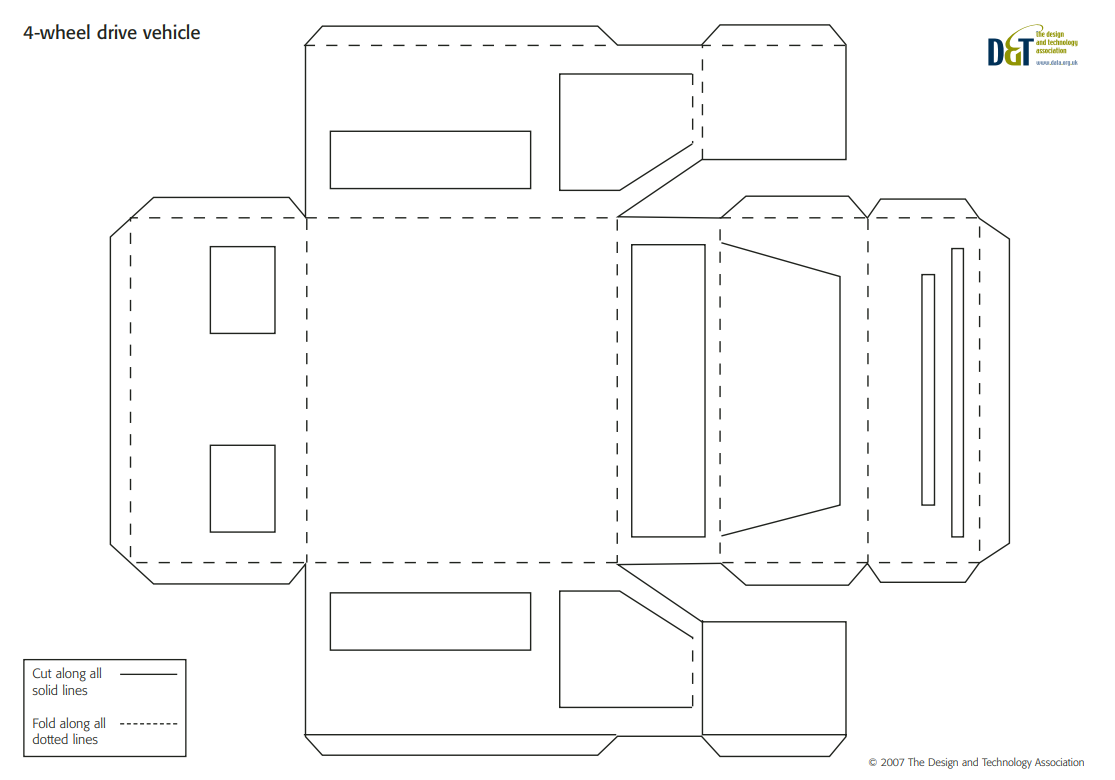 4-wheel drive vehicle
D&T
The design
and technology
association
www.data.org.uk
Cut along all
solid lines
Fold along all
dotted lines
© 2007 The Design and Technology Association